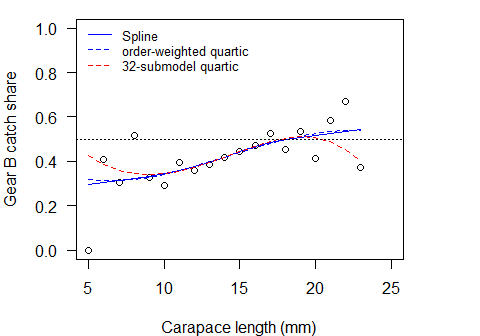 Gear B catch share
1.0
0.8
0.6
0.4
0.2
0.0
Spline
order-weighted quartic
32-submodel quartic
5 10 15 20 25
Carapace length (mm)